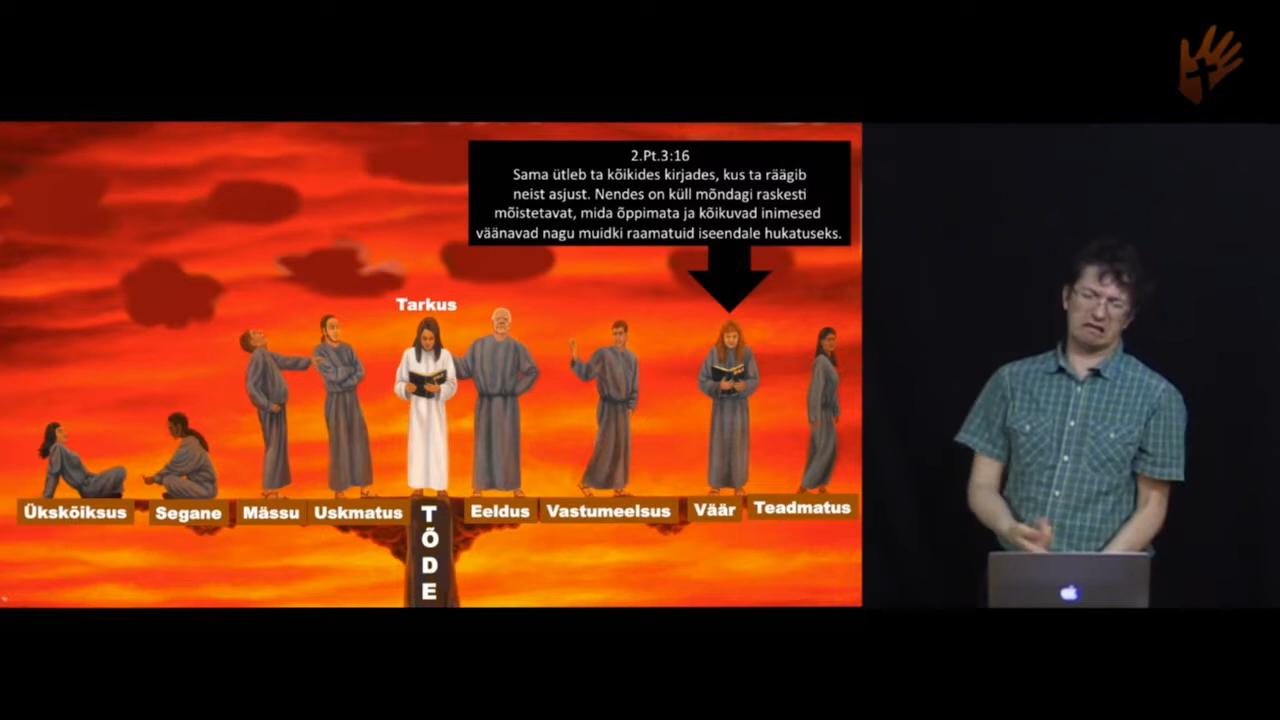 2.Pt.3:16
Sama ütleb ta kõikides kirjades, kus ta räägib
neist asjust. Nendes on küll mõndagi raskesti
mõistetavat, mida õppimata ja kõikuvad inimesed
väänavad nagu muidki raamatuid iseendale hukatuseks.
Tarkus
Ükskõiksus
Segane
Mässu
Uskmatus
Eeldus
Vastumeelsus
Väär
Teadmatus
TÕDE